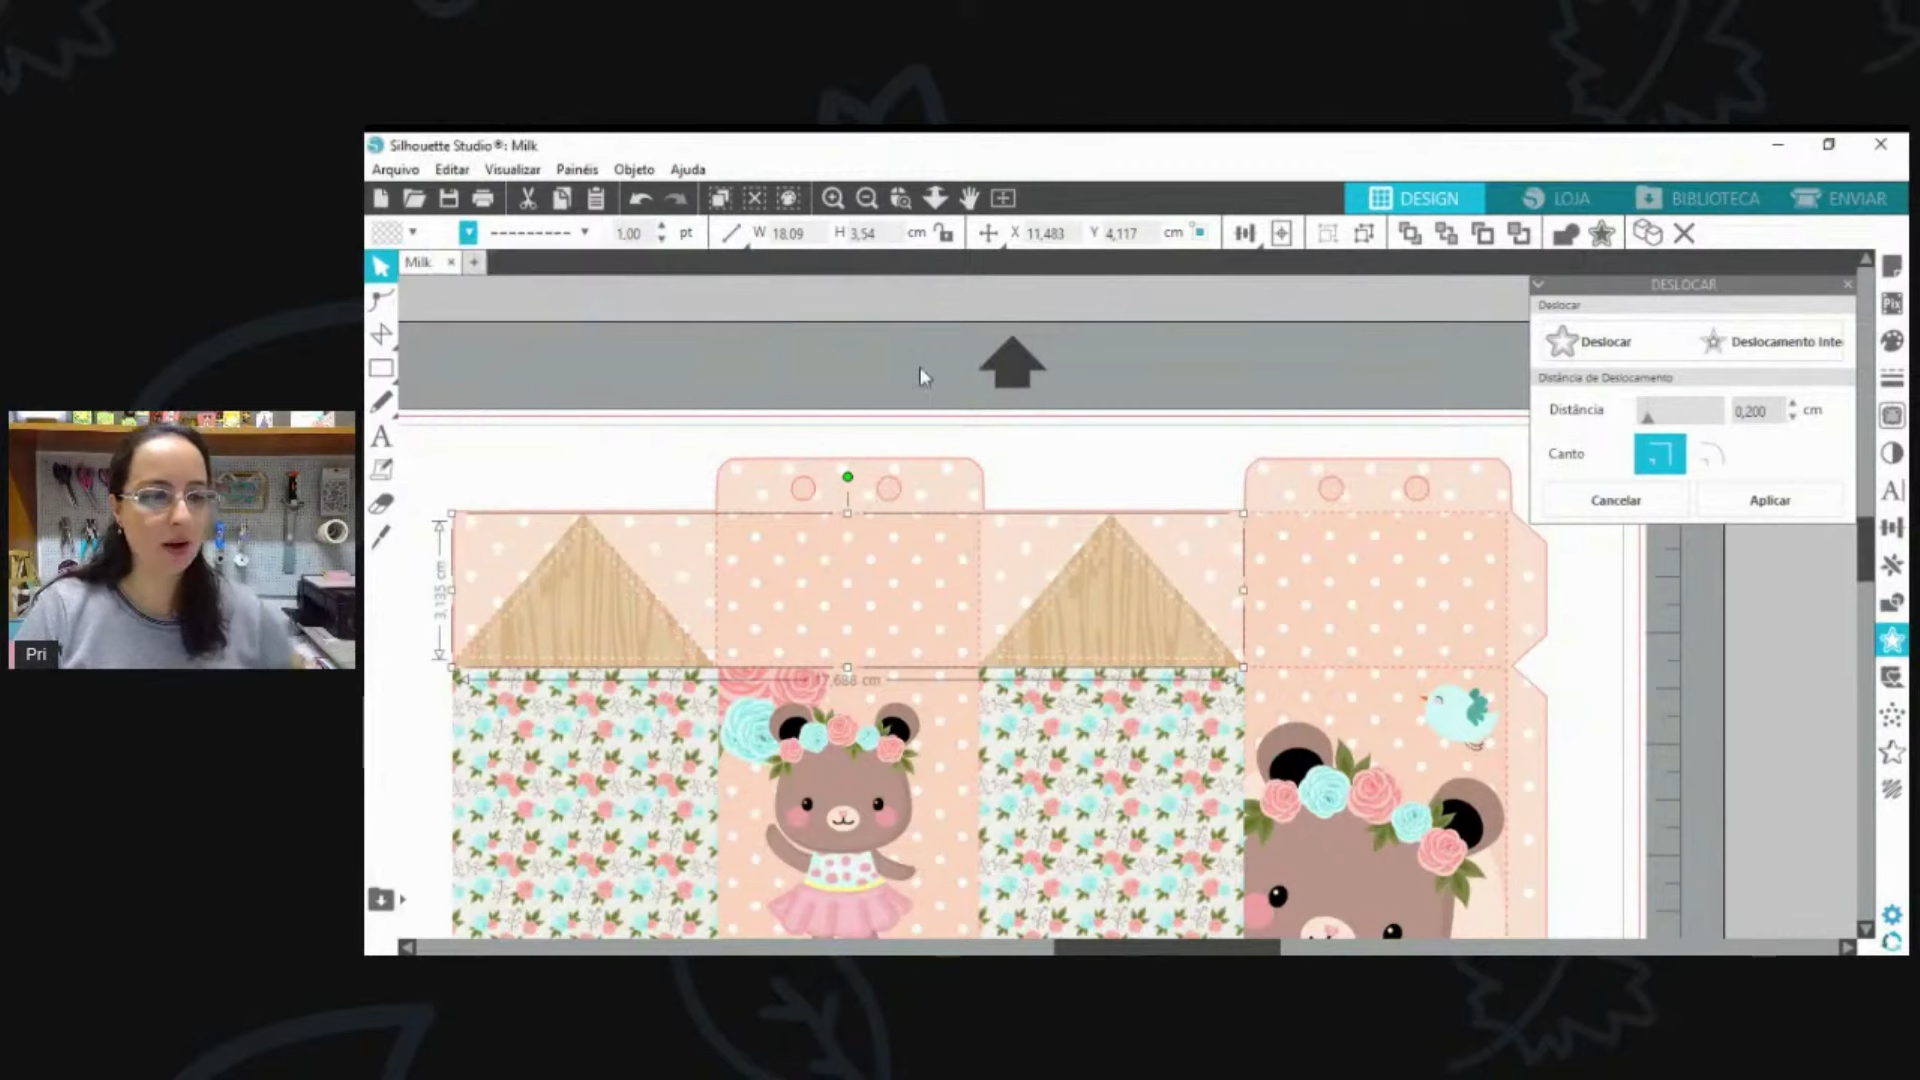 Silhouette Studio®: Milk
Arquivo Editar Visualizar Painéis Objeto Ajuda
DESIGN LOJA BIBLIOTECA ENVIAR
1,00 pt W 18,09 H 3,54 cm X 11,483 Y 4,117 cm
Milk
DESLOCAR
Deslocar
Deslocar Deslocamento Inte
Distância de Deslocamento
Distância 0,200 cm
Canto
Cancelar Aplicar
3,135 cm
17,688 cm
Pri